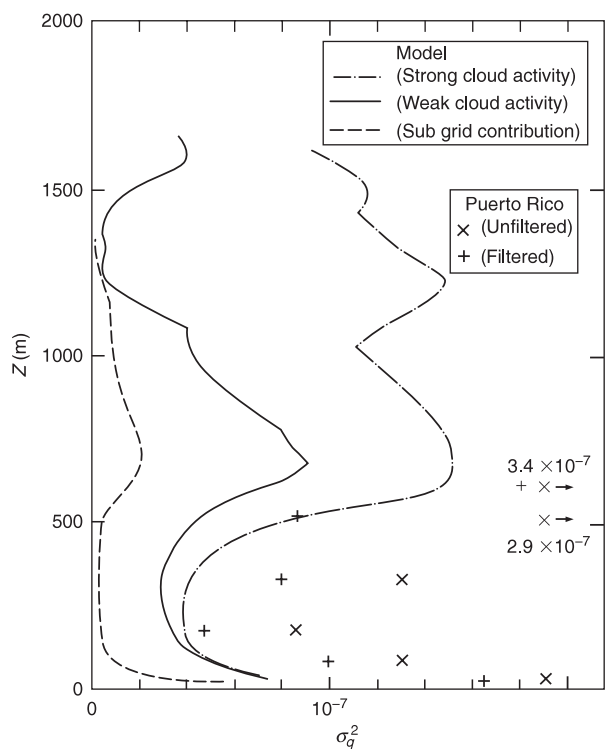 2000
Model
(Strong cloud activity)
(Weak cloud activity)
(Sub grid contribution)
1500
Puerto Rico
× (Unfiltered)
+ (Filtered)
Z (m)
1000
3.4 ×10⁻⁷
500
2.9 ×10⁻⁷
0
0
10⁻⁷
σ_q²